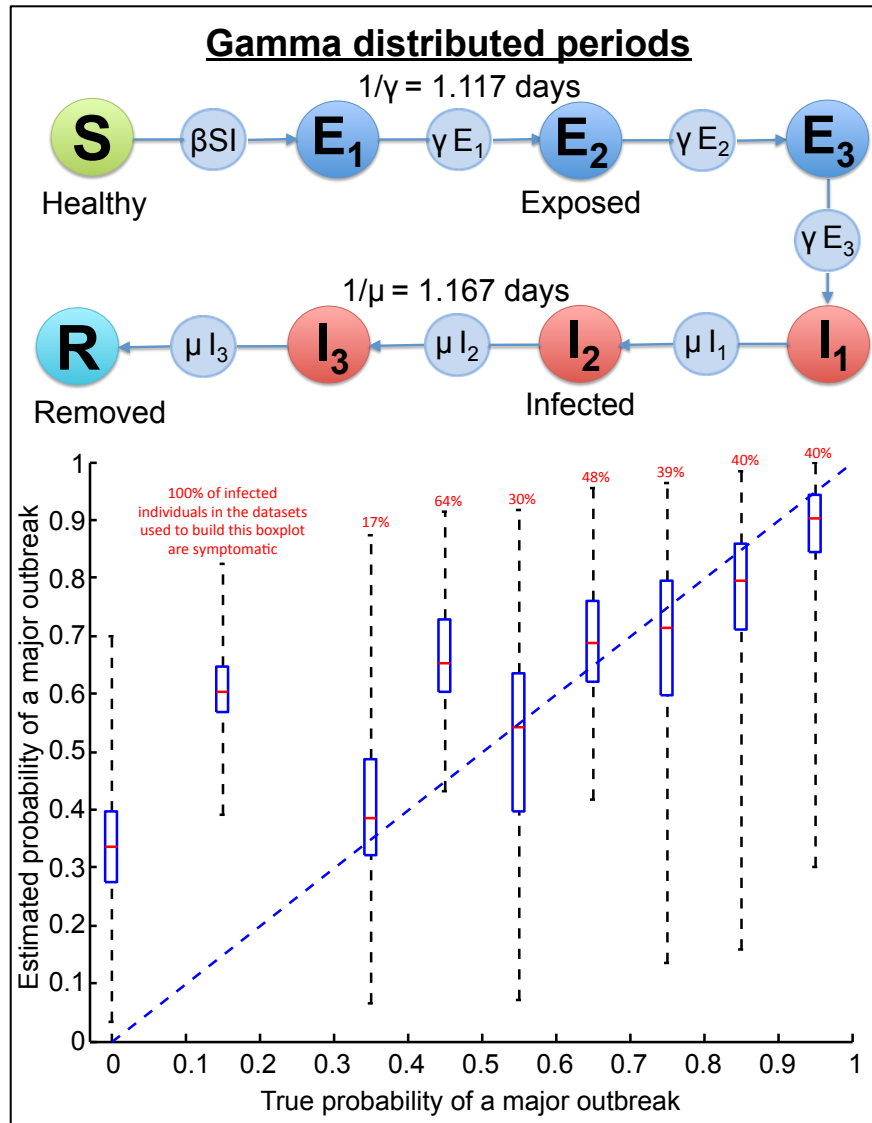 Gamma distributed periods
1/γ = 1.117 days
S
βSI
E1
γ E1
E2
γ E2
E3
Healthy
Exposed
γ E3
1/μ = 1.167 days
R
μ I3
I3
μ I2
I2
μ I1
I1
Removed
Infected
100% of infected
individuals in the datasets
used to build this boxplot
are symptomatic
17%
64%
30%
48%
39%
40%
40%
Estimated probability of a major outbreak
1
0.9
0.8
0.7
0.6
0.5
0.4
0.3
0.2
0.1
0
0 0.1 0.2 0.3 0.4 0.5 0.6 0.7 0.8 0.9 1
True probability of a major outbreak